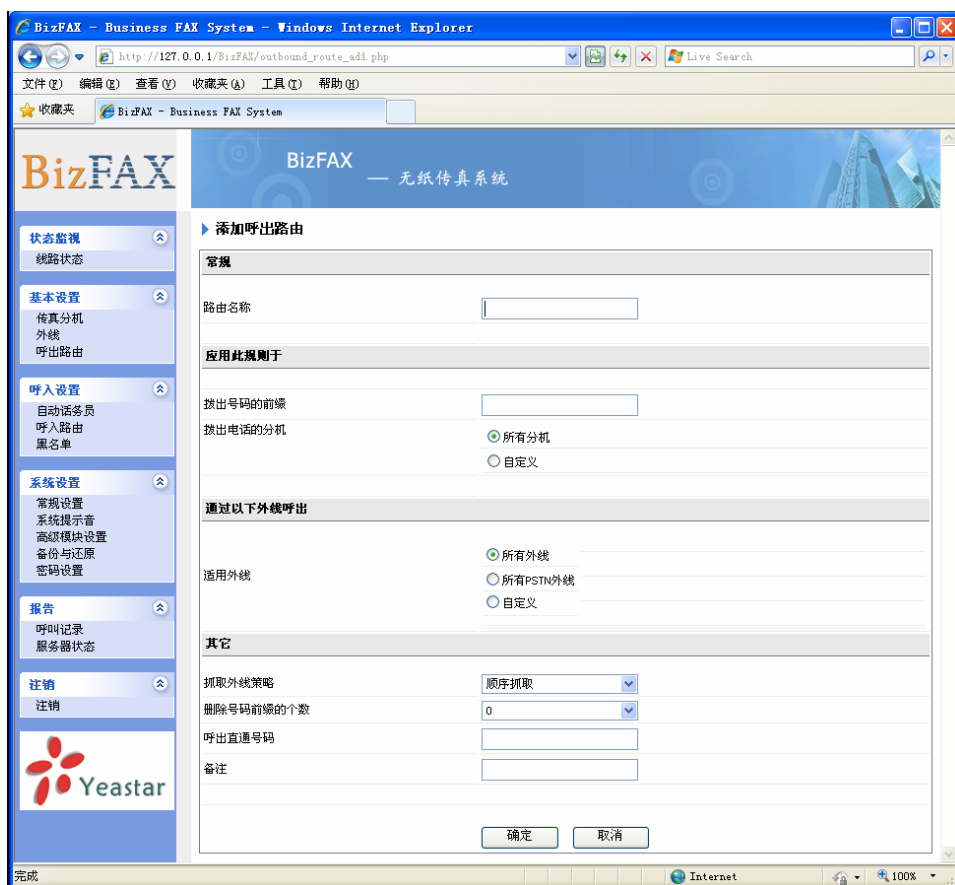 BizFAX - Business FAX System - Windows Internet Explorer
http://127.0.0.1/BizFAX/outbound_route_add.php
Live Search
文件(F) 编辑(E) 查看(V) 收藏夹(A) 工具(T) 帮助(H)
收藏夹
BizFAX - Business FAX System
BizFAX
BizFAX
— 无纸传真系统
状态监视
线路状态
基本设置
传真分机
外线
呼出路由
呼入设置
自动话务员
呼入路由
黑名单
系统设置
常规设置
系统提示音
高级模块设置
备份与还原
密码设置
报告
呼叫记录
服务器状态
注销
注销
Yeastar
添加呼出路由
常规
路由名称
应用此规则于
拨出号码的前缀
拨出电话的分机
所有分机
自定义
通过以下外线呼出
适用外线
所有外线
所有PSTN外线
自定义
其它
抓取外线策略
顺序抓取
删除号码前缀的个数
0
呼出直通号码
备注
确定
取消
完成
Internet
100%